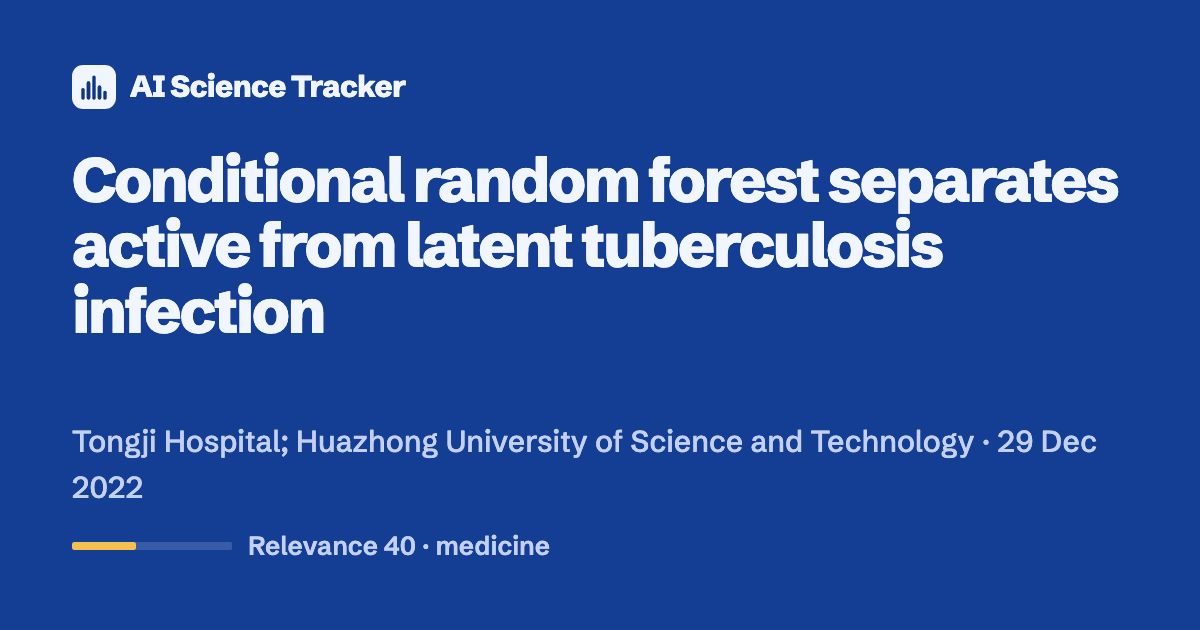 AI Science Tracker
Conditional random forest separates
active from latent tuberculosis
infection
Tongji Hospital; Huazhong University of Science and Technology · 29 Dec
2022
Relevance 40 · medicine